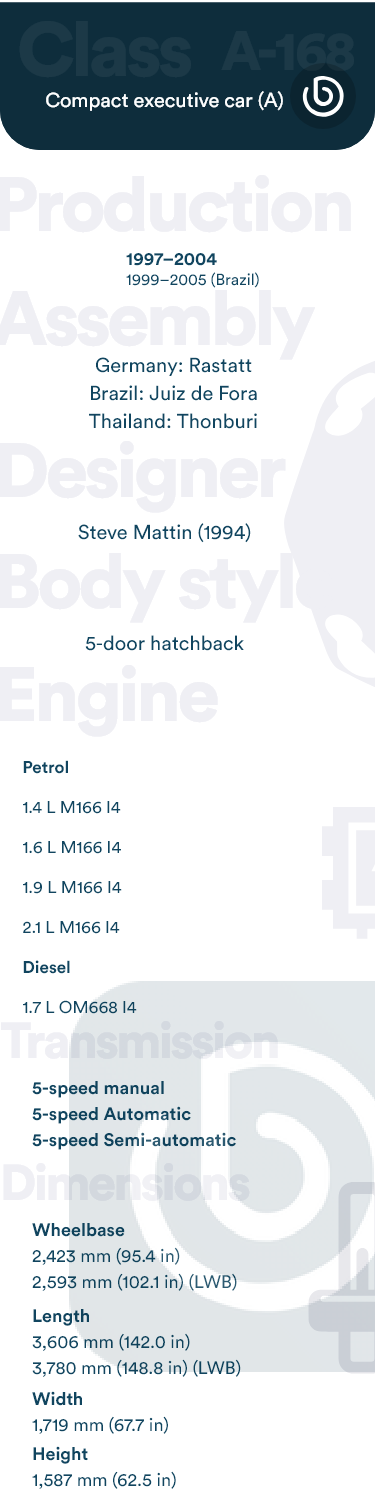 Class A-168
Compact executive car (A)
Production
1997–2004
1999–2005 (Brazil)
Assembly
Germany: Rastatt
Brazil: Juiz de Fora
Thailand: Thonburi
Designer
Steve Mattin (1994)
Body style
5-door hatchback
Engine
Petrol
1.4 L M166 I4
1.6 L M166 I4
1.9 L M166 I4
2.1 L M166 I4
Diesel
1.7 L OM668 I4
Transmission
5-speed manual
5-speed Automatic
5-speed Semi-automatic
Dimensions
Wheelbase
2,423 mm (95.4 in)
2,593 mm (102.1 in) (LWB)
Length
3,606 mm (142.0 in)
3,780 mm (148.8 in) (LWB)
Width
1,719 mm (67.7 in)
Height
1,587 mm (62.5 in)